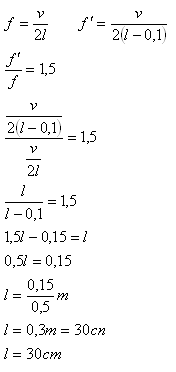 f = v/2l    f' = v/2(l−0,1)
f'/f = 1,5
(v/2(l−0,1))/(v/2l) = 1,5
l/(l−0,1) = 1,5
1,5l−0,15 = l
0,5l = 0,15
l = 0,15/0,5 m
l = 0,3m = 30cn
l = 30cm